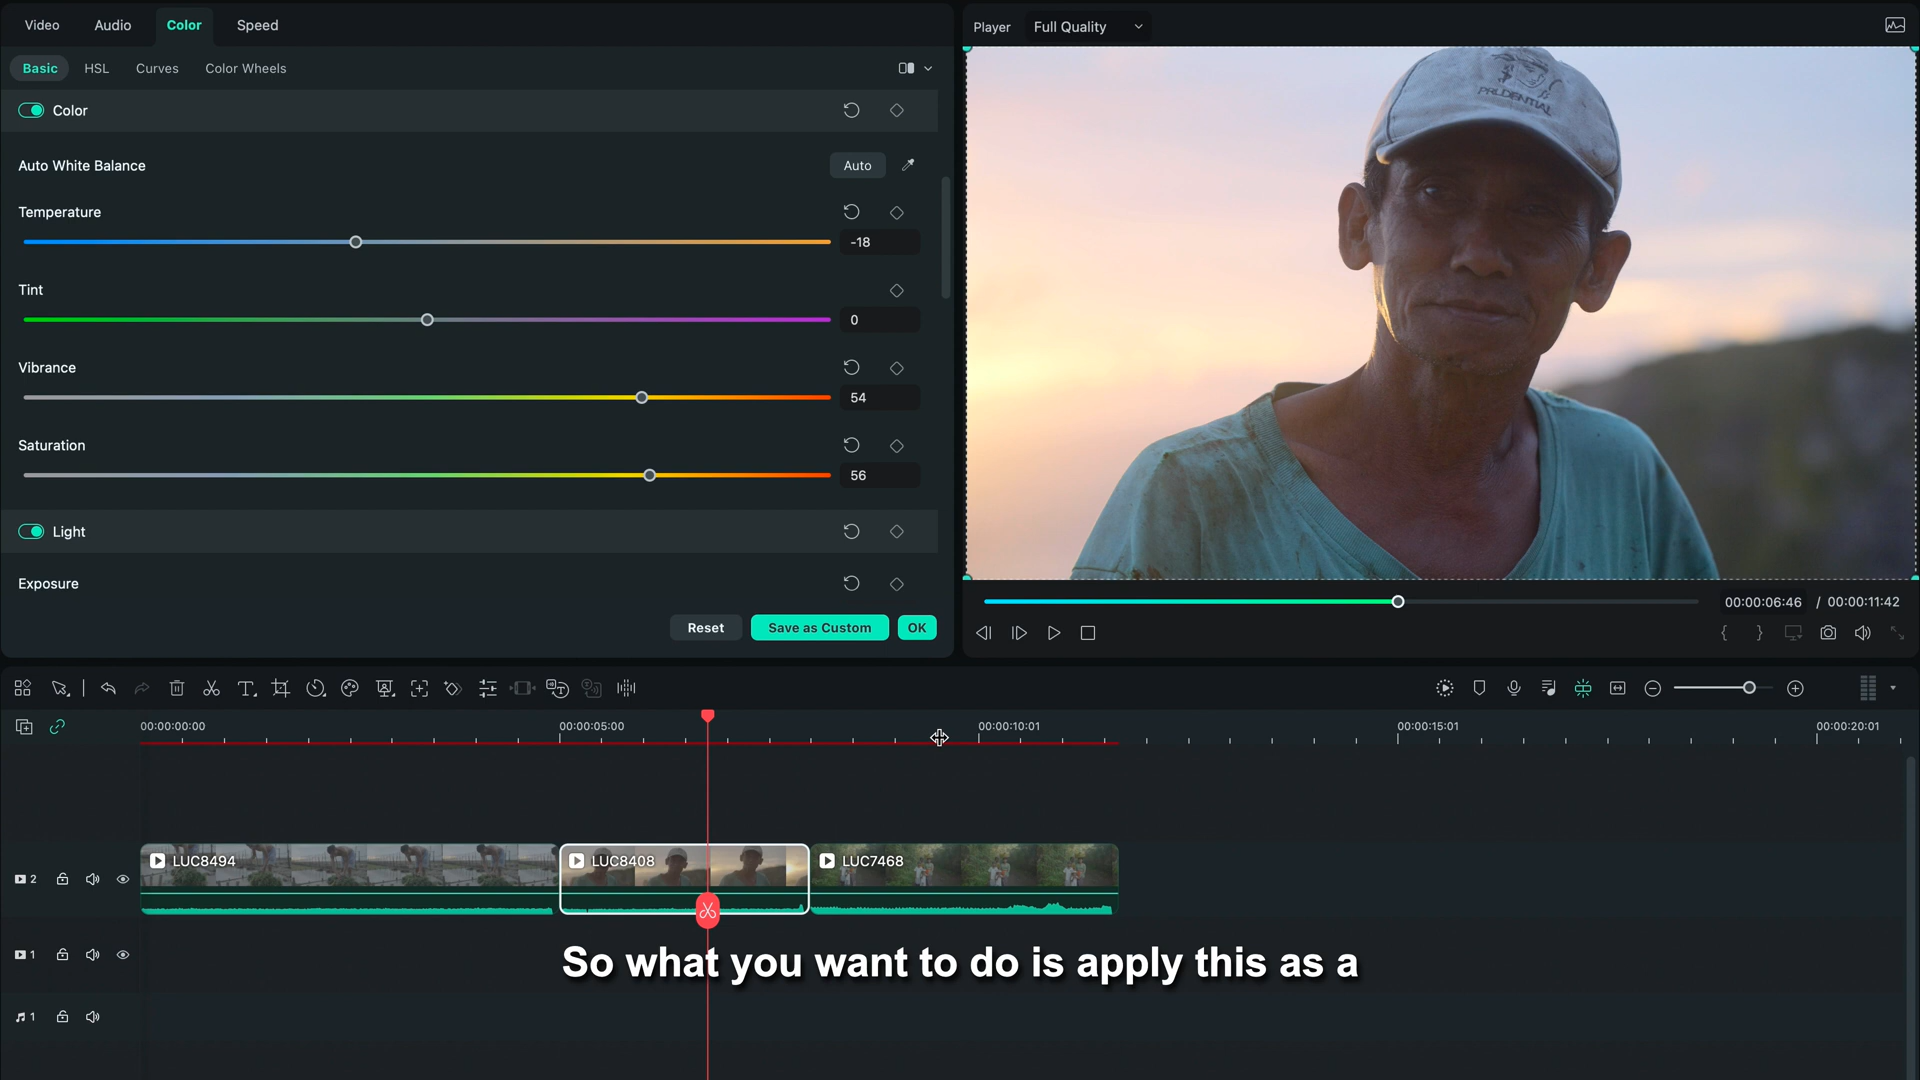 Video Audio Color Speed
Player Full Quality
Basic HSL Curves Color Wheels
Color
Auto White Balance Auto
Temperature
-18
Tint
0
Vibrance
54
Saturation
56
Light
Exposure
Reset Save as Custom OK
PRUDENTIAL
00:00:06:46 / 00:00:11:42
{ }
00:00:00:00 00:00:05:00 00:00:10:01 00:00:15:01 00:00:20:01
LUC8494 LUC8408 LUC7468
2
1
So what you want to do is apply this as a
1